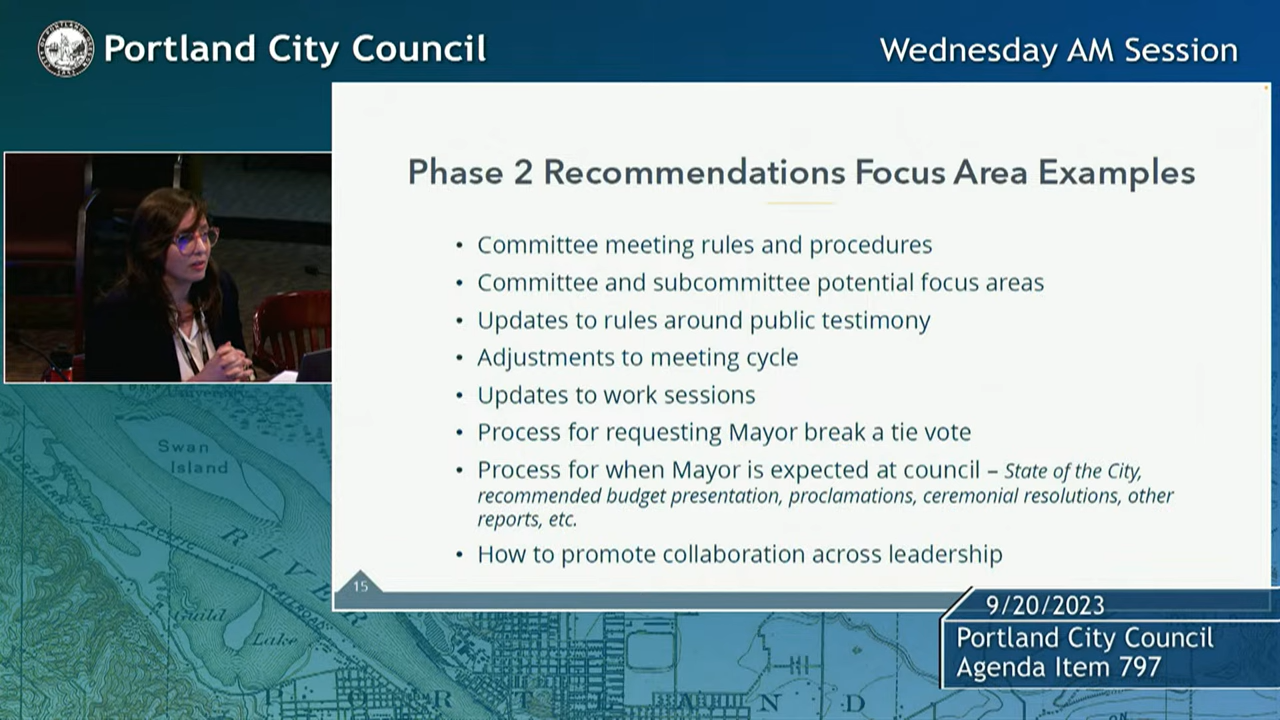 Portland City Council
Wednesday AM Session
Phase 2 Recommendations Focus Area Examples
• Committee meeting rules and procedures
• Committee and subcommittee potential focus areas
• Updates to rules around public testimony
• Adjustments to meeting cycle
• Updates to work sessions
• Process for requesting Mayor break a tie vote
• Process for when Mayor is expected at council – State of the City,
recommended budget presentation, proclamations, ceremonial resolutions, other
reports, etc.
• How to promote collaboration across leadership
15
Swan
Island
NORTHERN
PACIFIC
RAILROAD
RIVER
Guild
Lake
9/20/2023
Portland City Council
Agenda Item 797